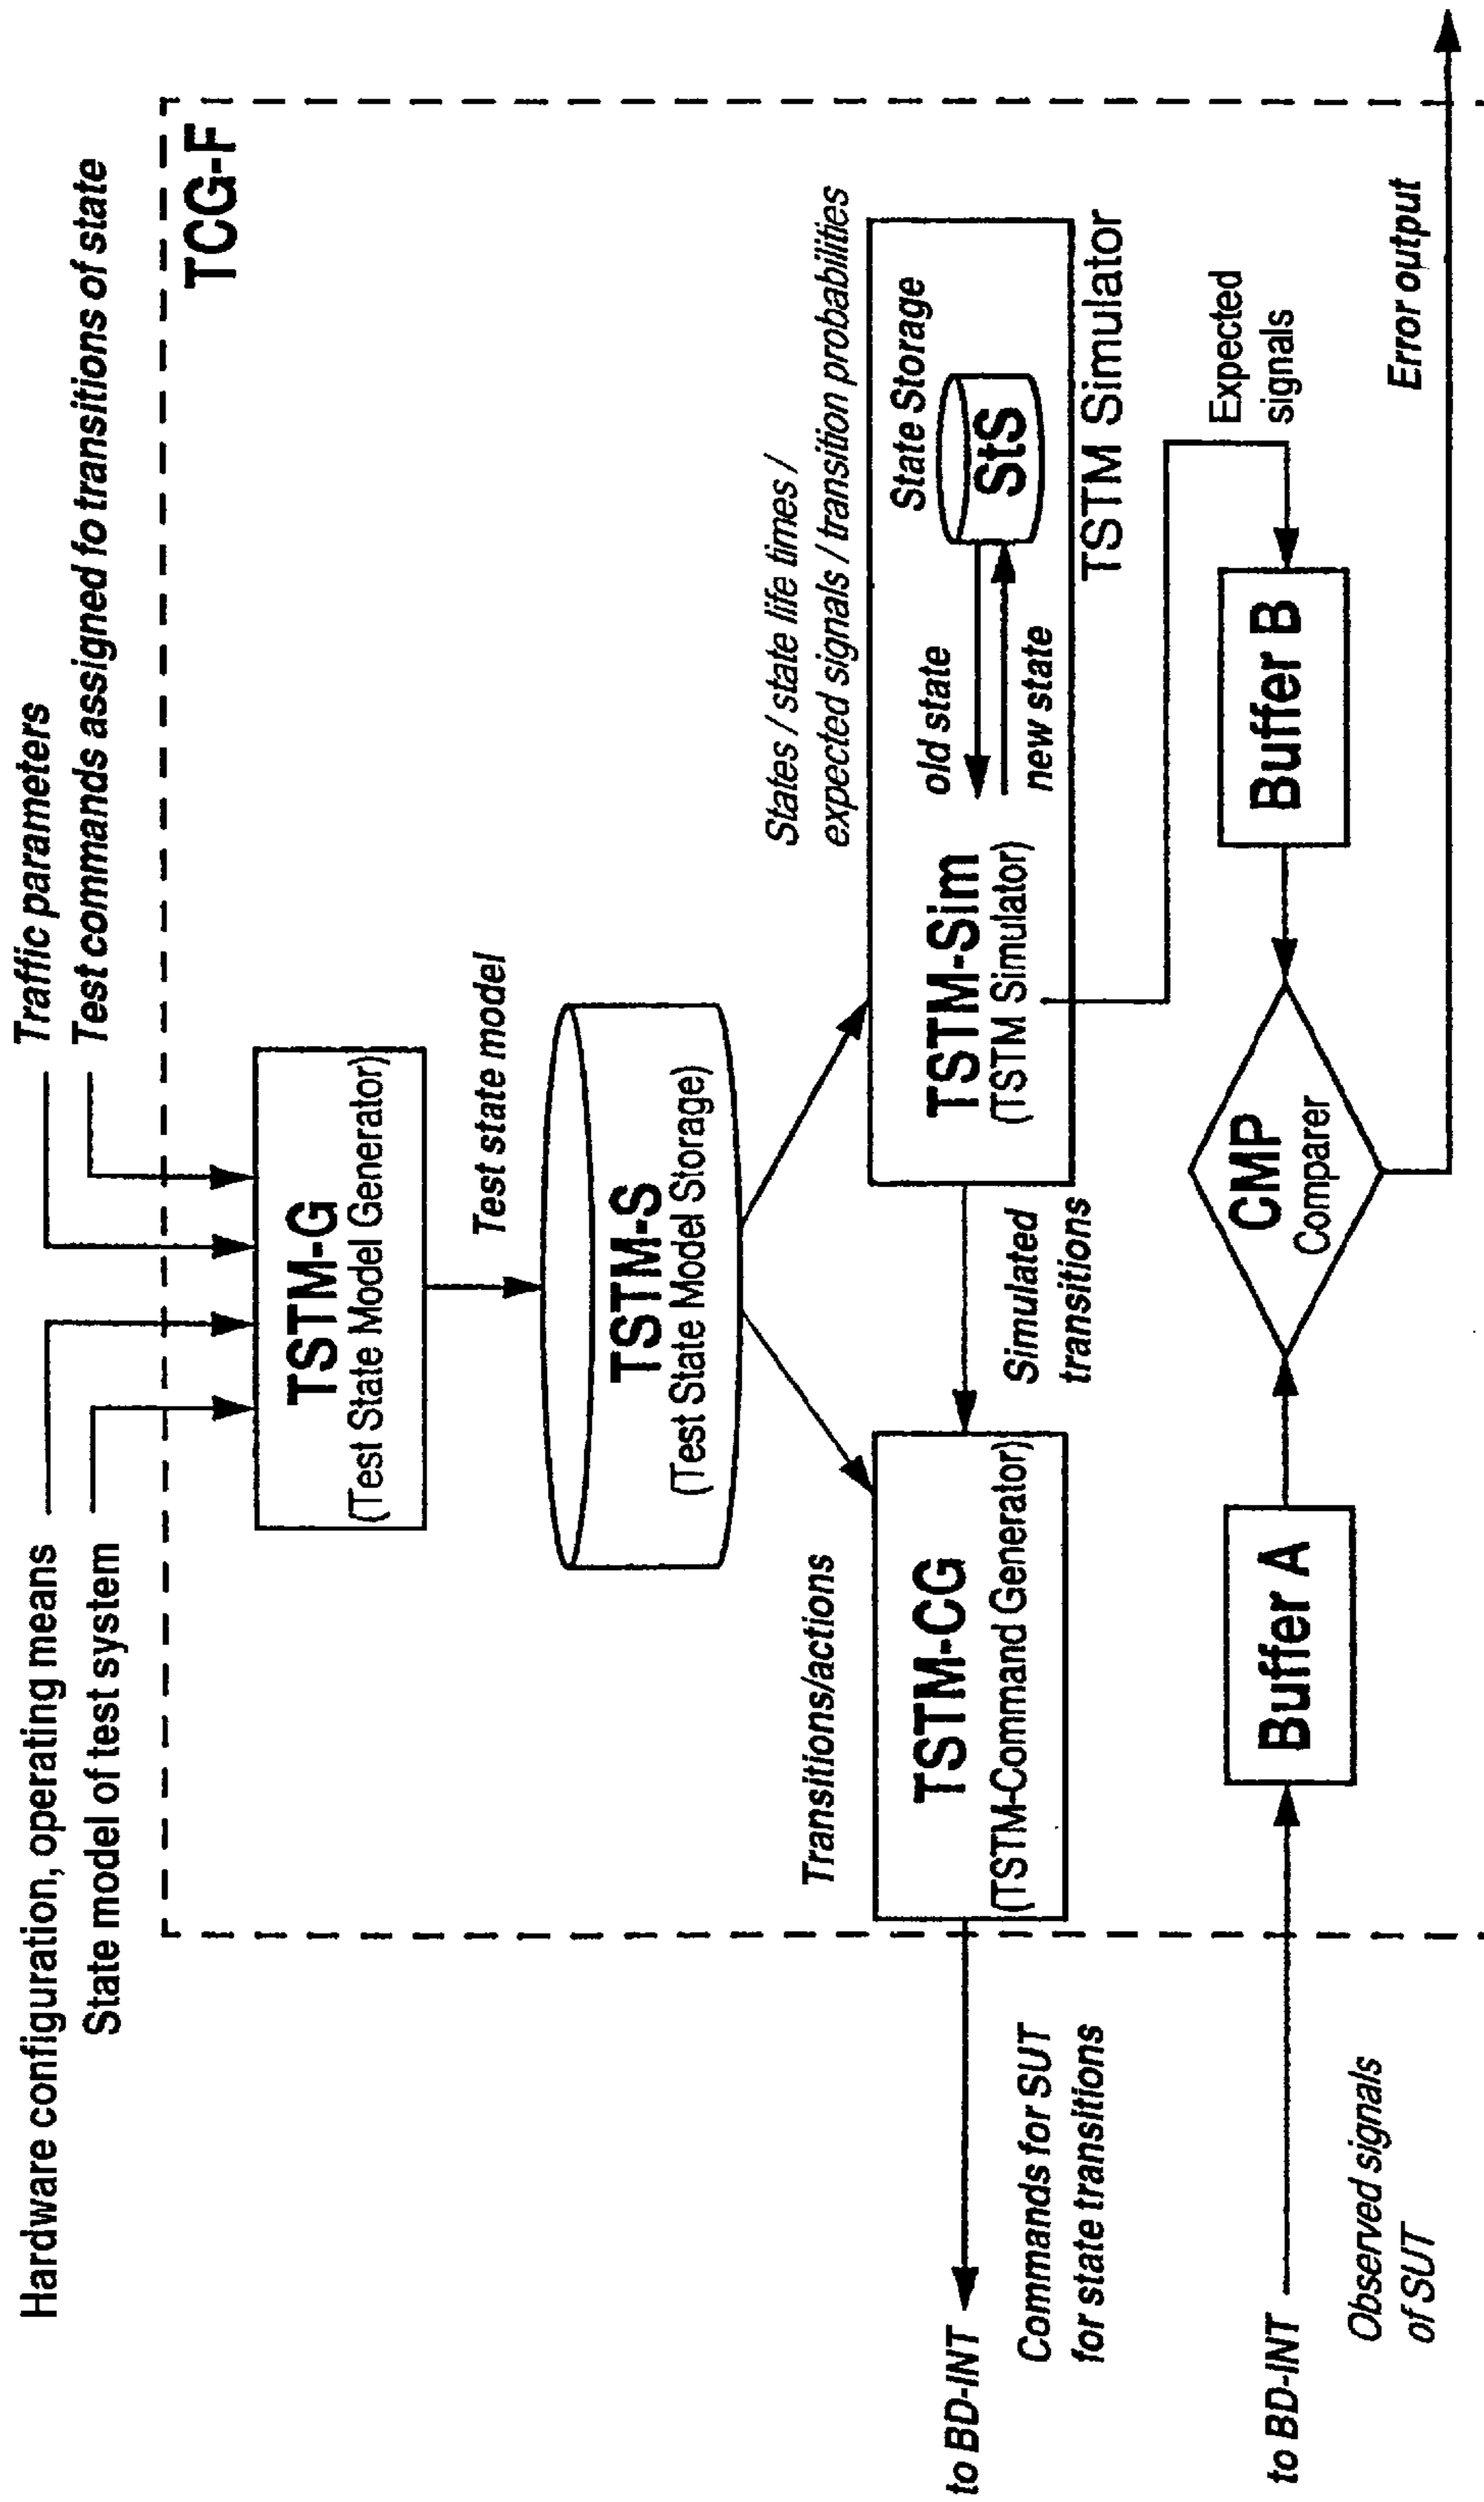 Hardware configuration, operating means
State model of test system
Traffic parameters
Test commands assigned to transitions of state
TCG-F
TSTM-G
(Test State Model Generator)
Test state model
TSTM-S
(Test State Model Storage)
Transitions/actions
States / state life times /
expected signals / transition probabilities
TSTM-CG
(TSTM-Command Generator)
Simulated
transitions
TSTM-Sim
(TSTM Simulator)
old state
new state
State Storage
StS
TSTM Simulator
to BD-INT
Commands for SUT
for state transitions
Expected
signals
to BD-INT
Observed signals
of SUT
Buffer A
CMP
Comparer
Buffer B
Error output